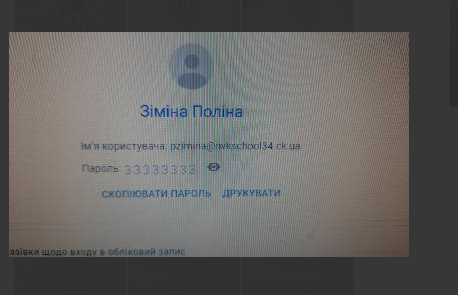 Зіміна Поліна
Ім'я користувача: pzimina@nvkschool34.ck.ua
Пароль: 33333333
СКОПІЮВАТИ ПАРОЛЬ ДРУКУВАТИ
азівки щодо входу в обліковий запис